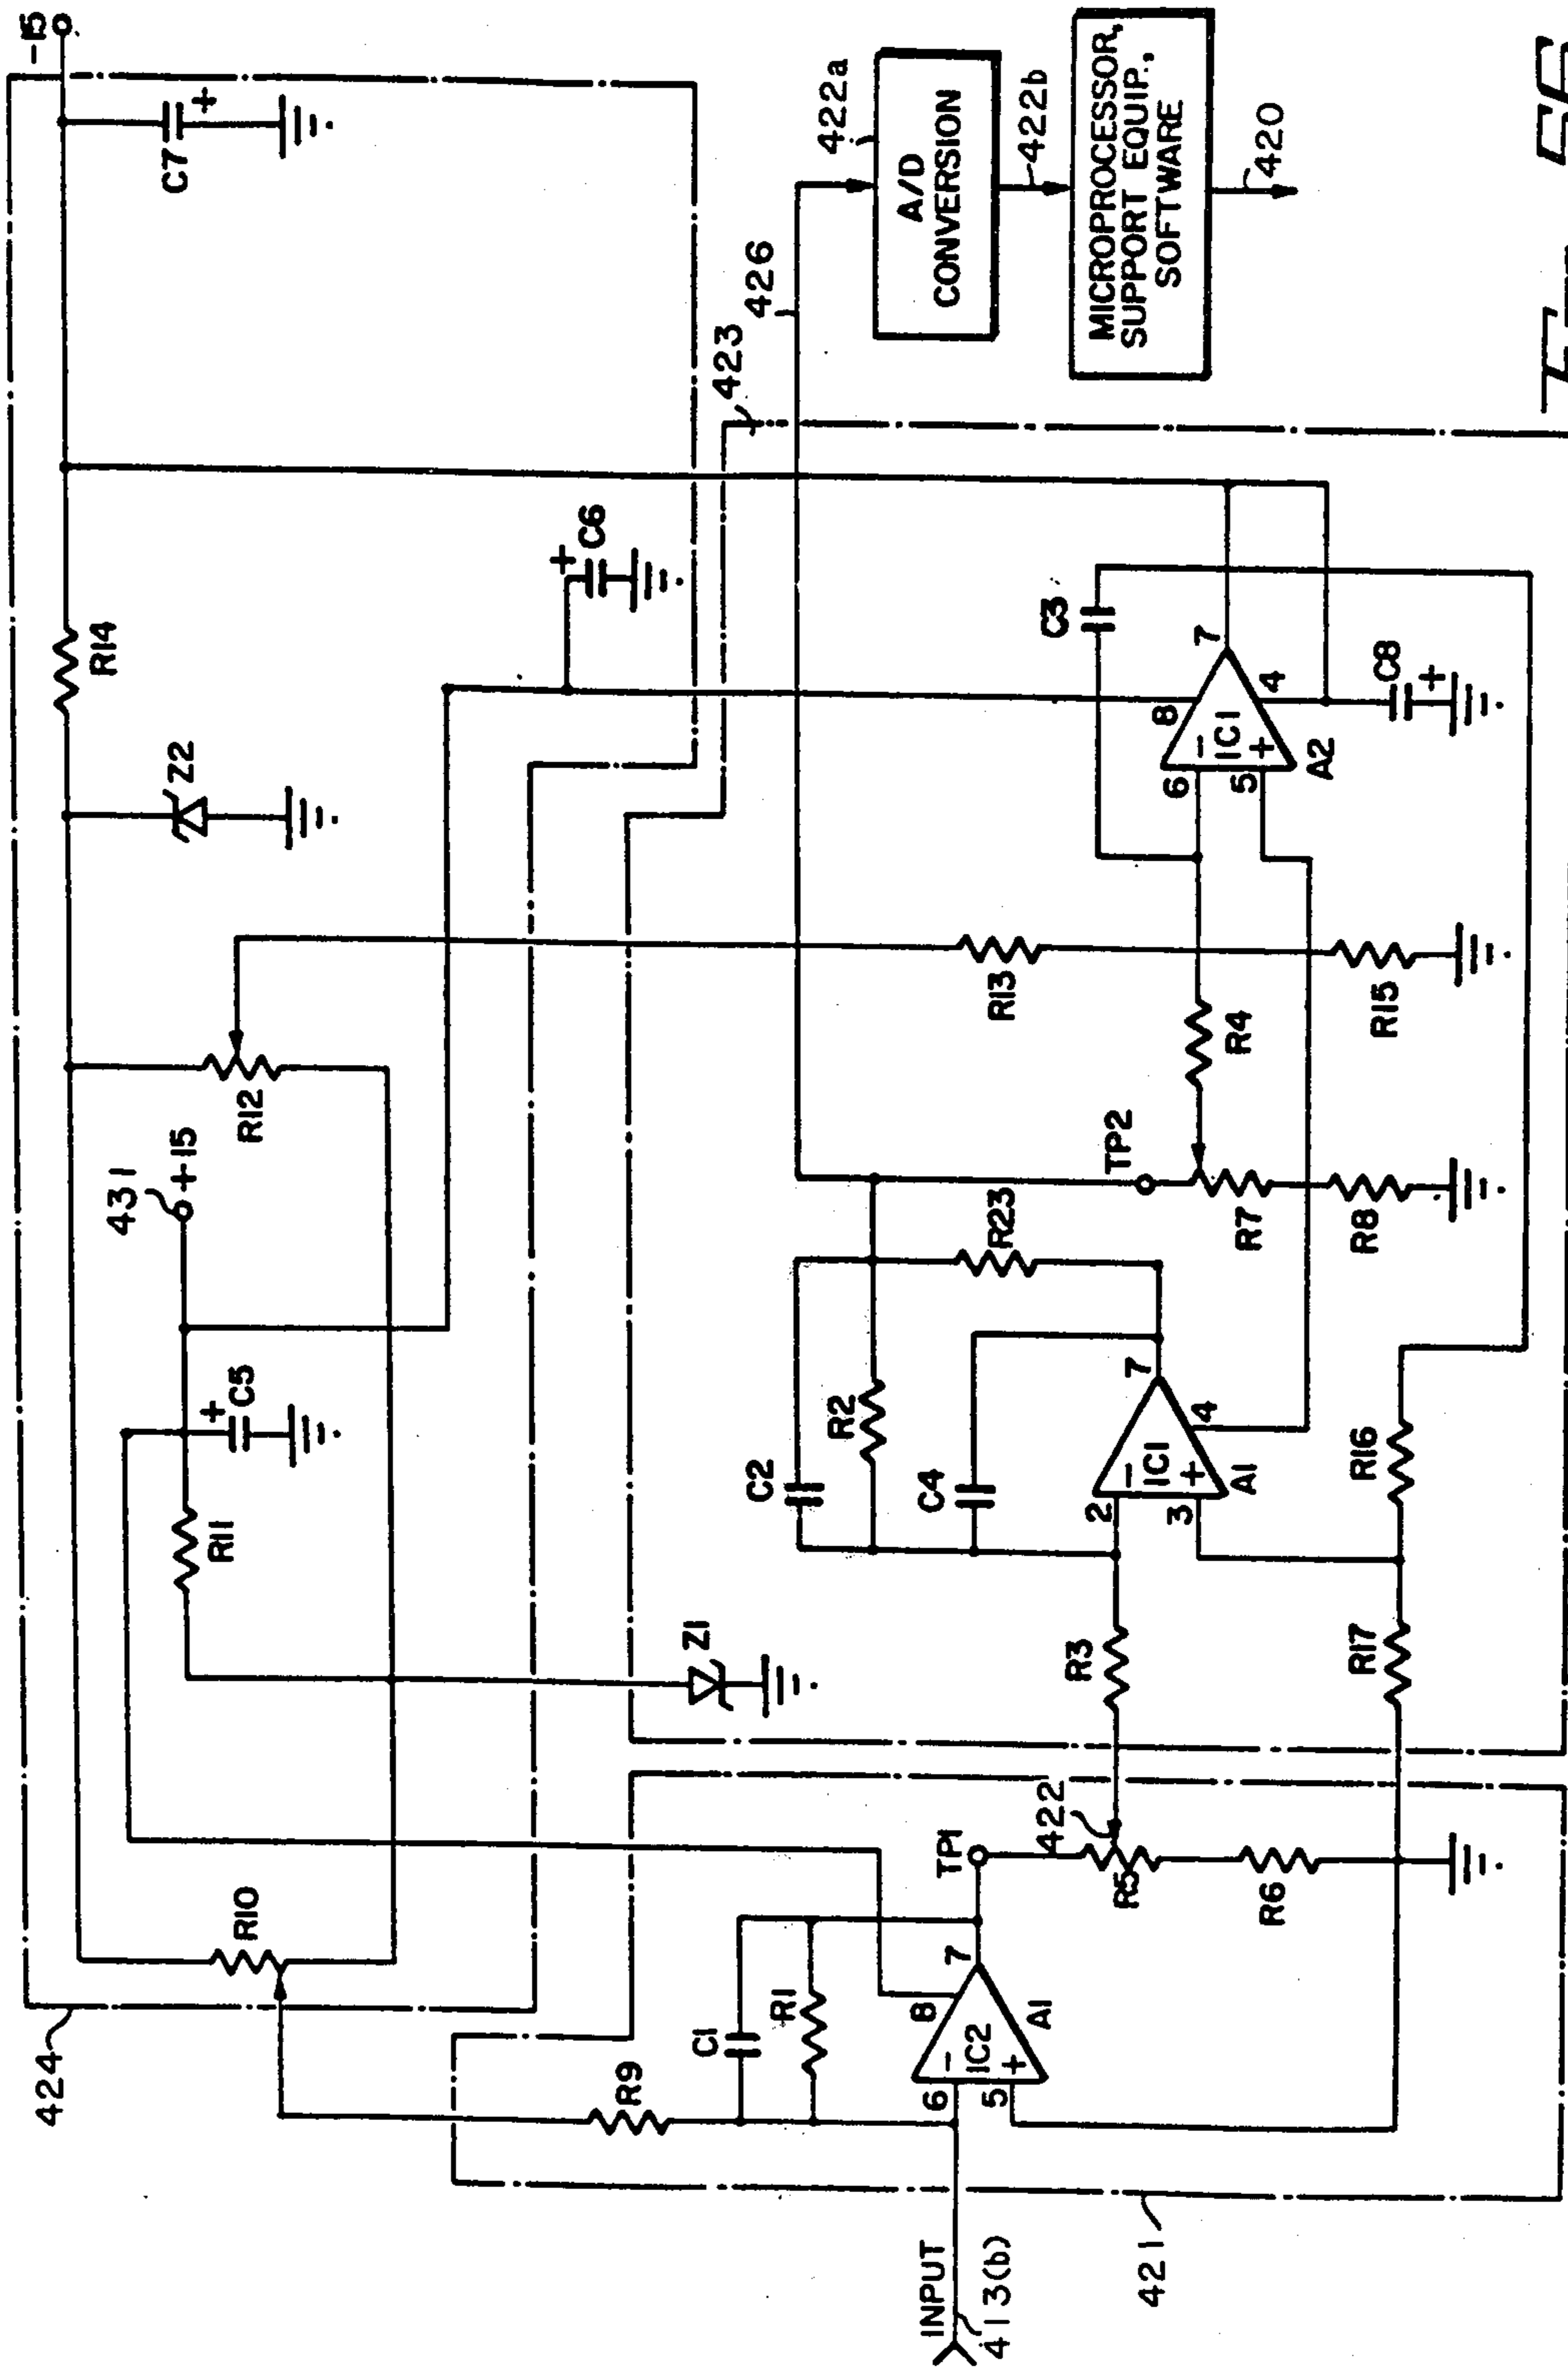 424
-15
C7
R14
Z2
R12
431
+15
C5
R11
R10
C6
Z1
R9
423
426
422a
A/D
CONVERSION
422b
MICROPROCESSOR,
SUPPORT EQUIP.,
SOFTWARE
420
C1
R1
6
5
8
7
-
IC2
+
A1
TP1
422
R5
R6
R3
R17
C2
R2
C4
2
3
-
IC1
+
A1
7
4
R23
R16
TP2
R7
R8
R4
R13
R15
C3
6
5
8
7
-
IC1
+
A2
4
C8
+
+
+
+
INPUT
413(b)
421